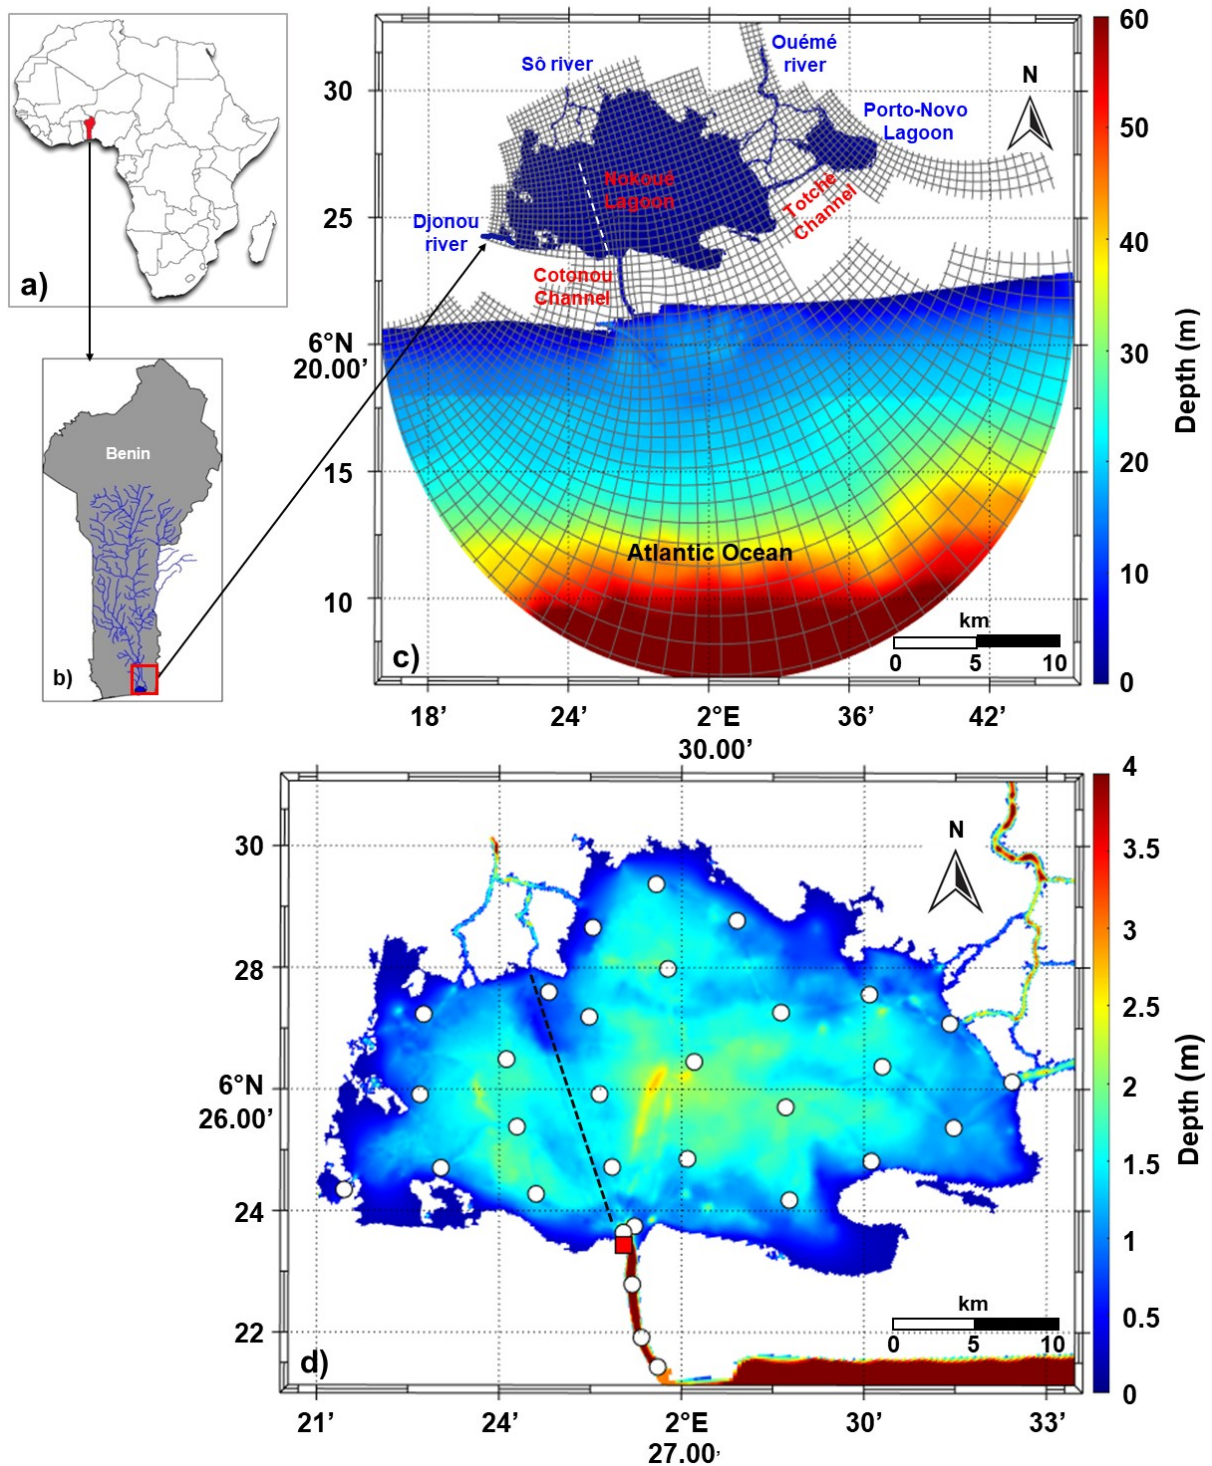 a)
Benin
b)
60
50
40
30
20
10
0
Depth (m)
30
25
6°N
20.00'
15
10
18'
24'
2°E
30.00'
36'
42'
Sô river
Ouémé
river
Porto-Novo
Lagoon
N
Nokoué
Lagoon
Totche
Channel
Djonou
river
Cotonou
Channel
Atlantic Ocean
km
0 5 10
c)
4
3.5
3
2.5
2
1.5
1
0.5
0
Depth (m)
30
28
6°N
26.00'
24
22
N
km
0 5 10
d)
21'
24'
2°E
27.00'
30'
33'